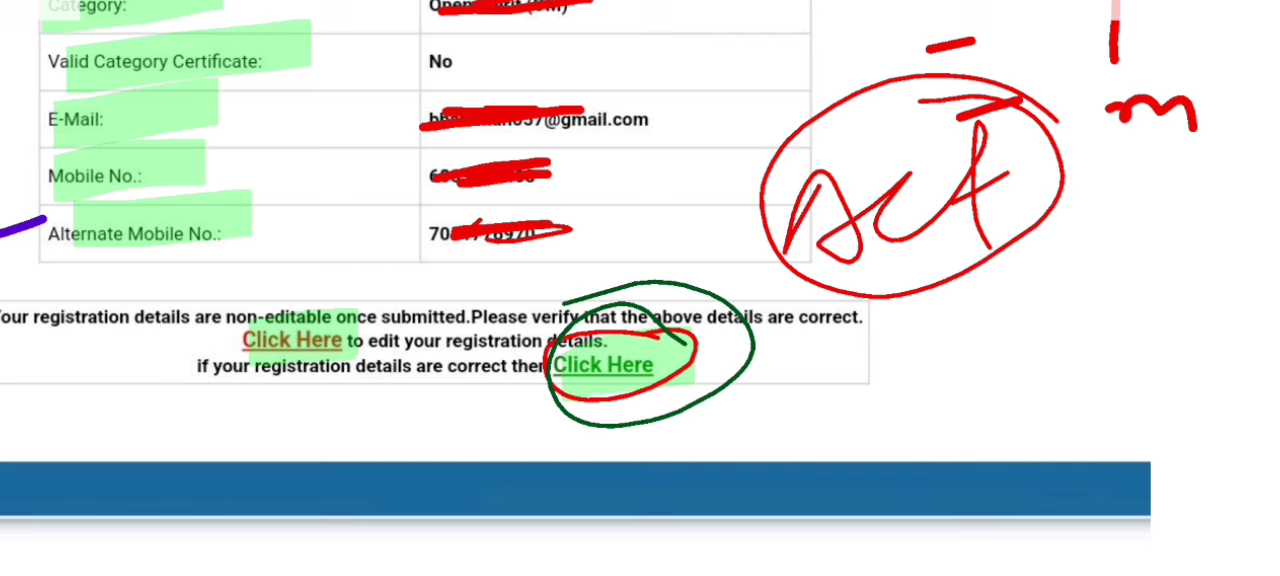 Category:
Valid Category Certificate: No
E-Mail: @gmail.com
Mobile No.:
Alternate Mobile No.: 70
our registration details are non-editable once submitted.Please verify that the above details are correct.
Click Here to edit your registration details.
if your registration details are correct then Click Here